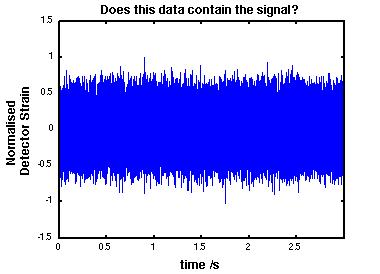 Does this data contain the signal?
1.5
1
0.5
0
-0.5
-1
-1.5
Normalised
Detector Strain
0 0.5 1 1.5 2 2.5
time /s